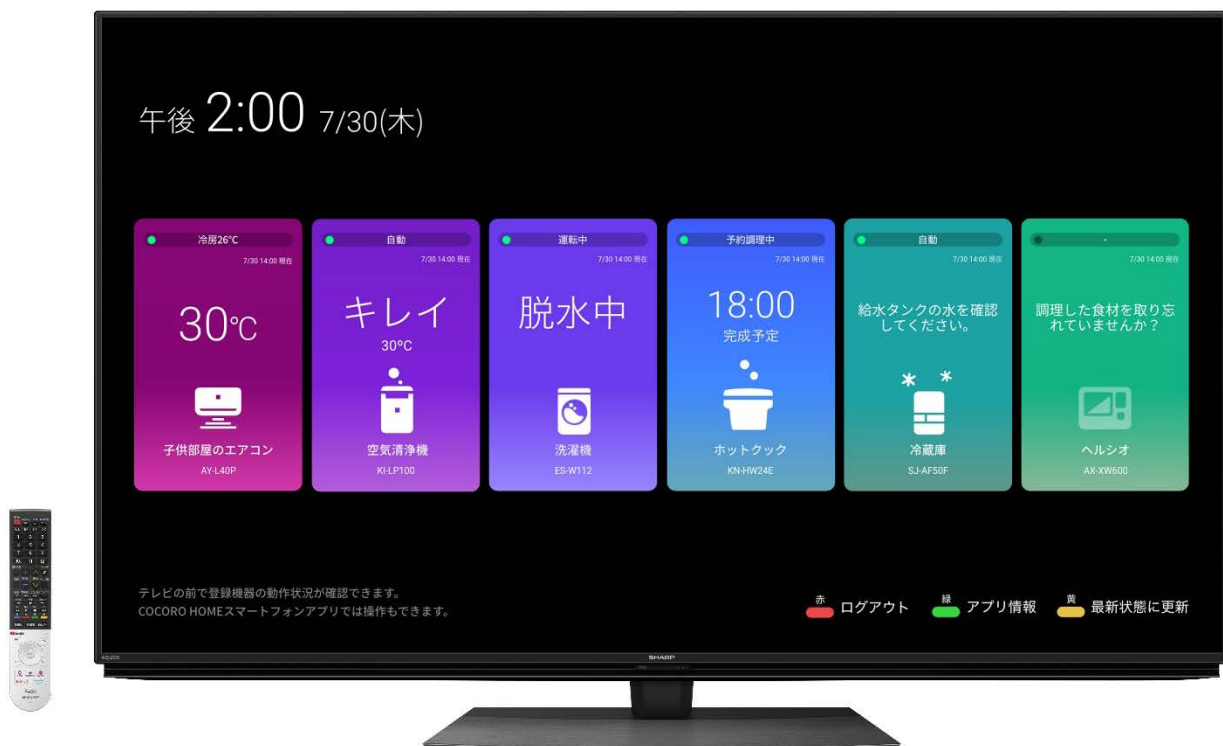 午後 2:00 7/30(木)
冷房26℃
7/30 14:00 現在
30℃
子供部屋のエアコン
AY-L40P
自動
7/30 14:00 現在
キレイ
30℃
空気清浄機
KI-LP100
運転中
7/30 14:00 現在
脱水中
洗濯機
ES-W112
予約調理中
7/30 14:00 現在
18:00
完成予定
ホットクック
KN-HW24E
自動
7/30 14:00 現在
給水タンクの水を確認
してください。
冷蔵庫
SJ-AF50F
-
7/30 14:00 現在
調理した食材を取り忘
れていませんか？
ヘルシオ
AX-XW600
テレビの前で登録機器の動作状況が確認できます。
COCORO HOMEスマートフォンアプリでは操作もできます。
赤 ログアウト 緑 アプリ情報 黄 最新状態に更新
AQUOS
SHARP